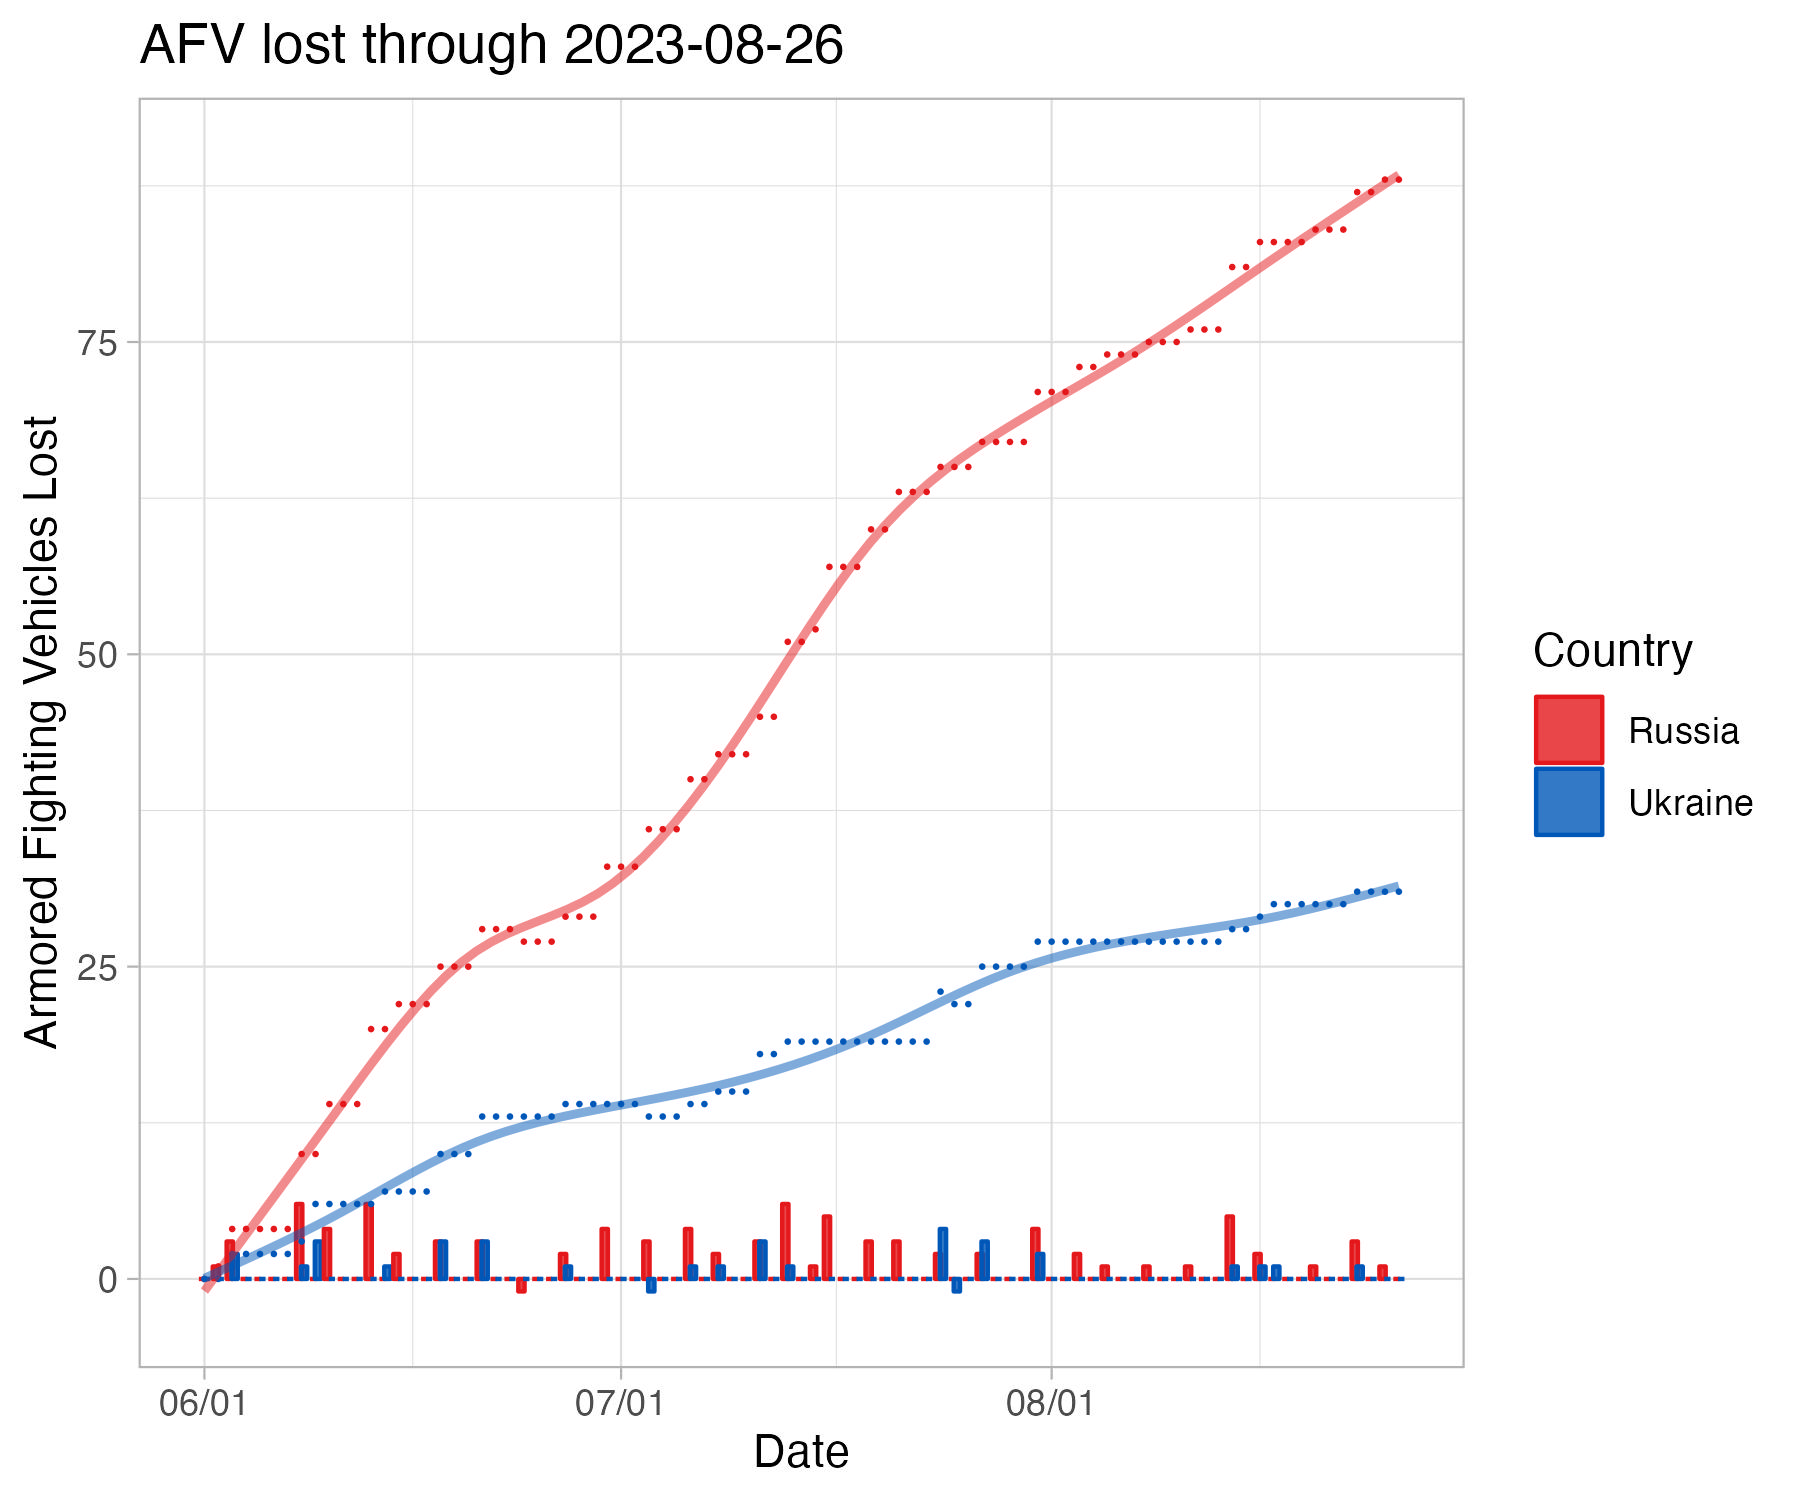 AFV lost through 2023-08-26
Armored Fighting Vehicles Lost
75
50
25
0
06/01
07/01
08/01
Date
Country
Russia
Ukraine